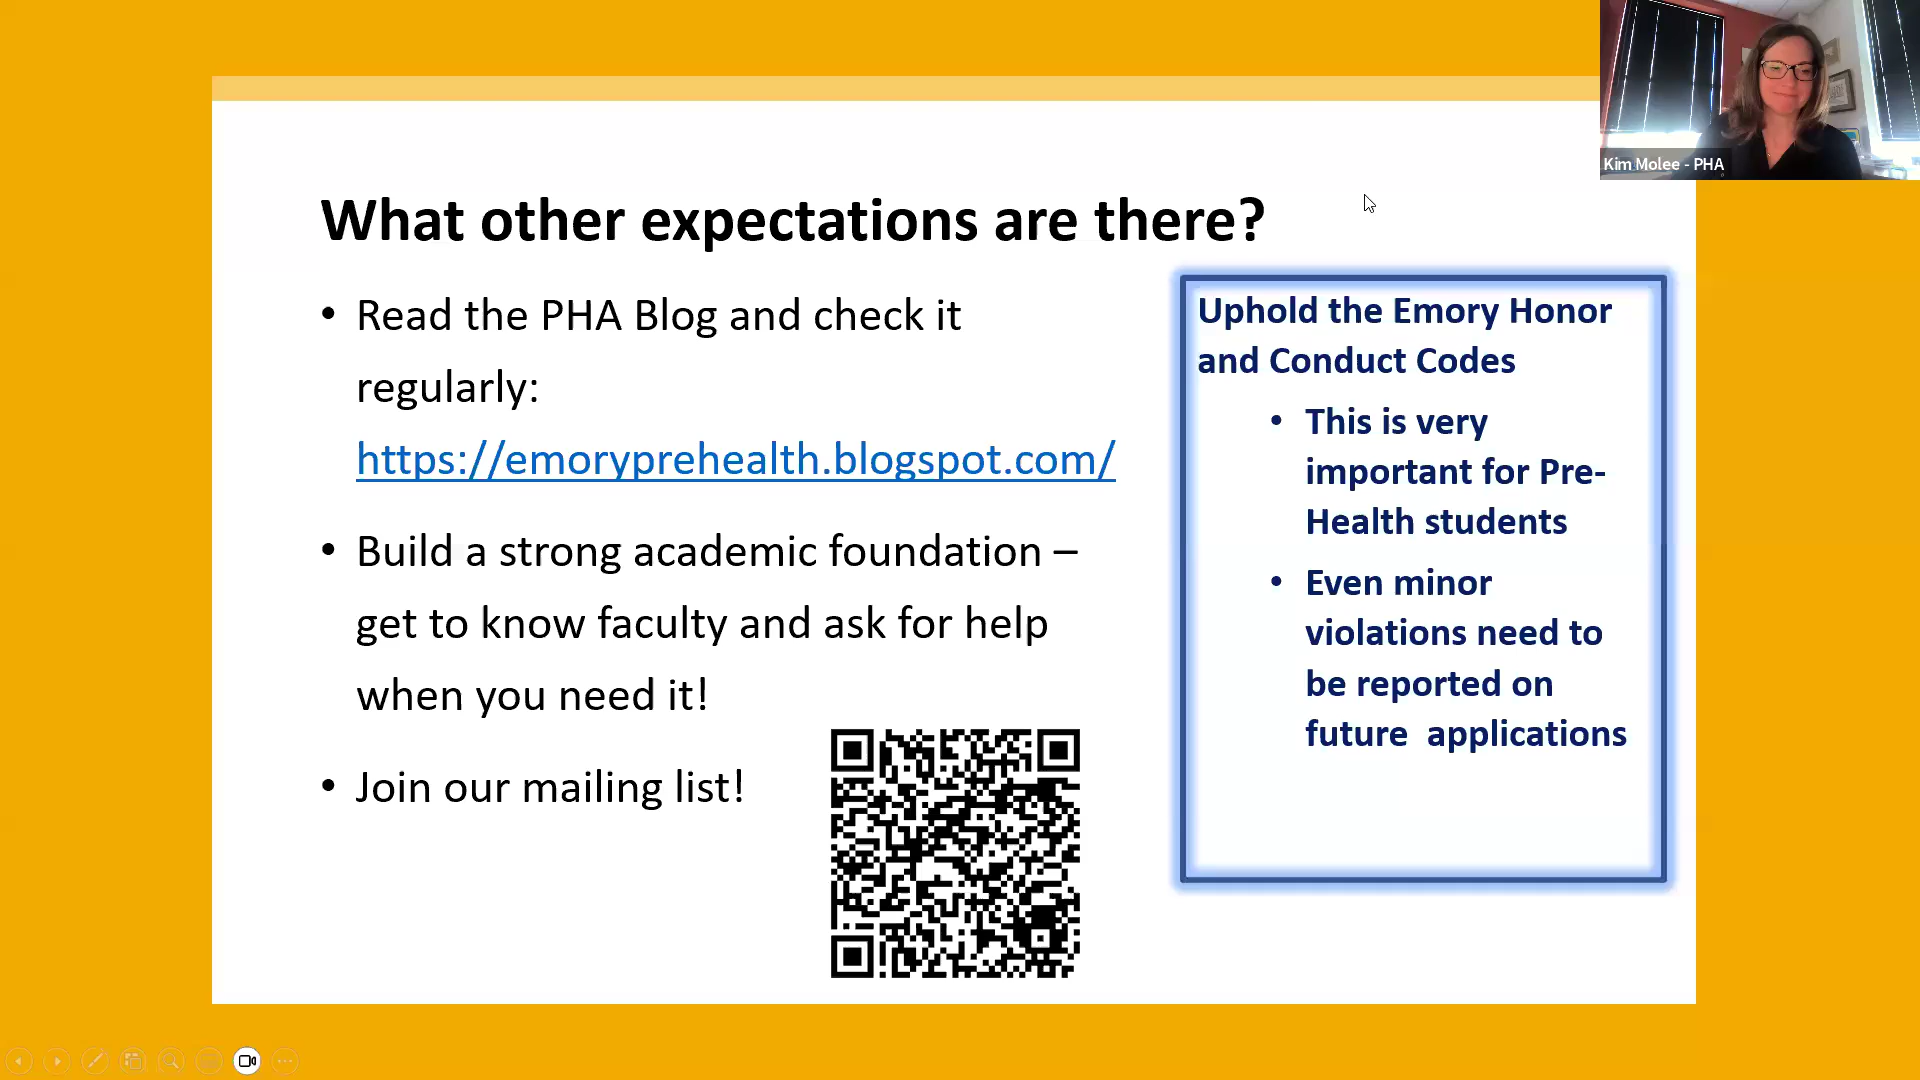 Kim Molee - PHA
What other expectations are there?
• Read the PHA Blog and check it
regularly:
https://emoryprehealth.blogspot.com/
• Build a strong academic foundation –
get to know faculty and ask for help
when you need it!
• Join our mailing list!
Uphold the Emory Honor
and Conduct Codes
• This is very
important for Pre-
Health students
• Even minor
violations need to
be reported on
future  applications